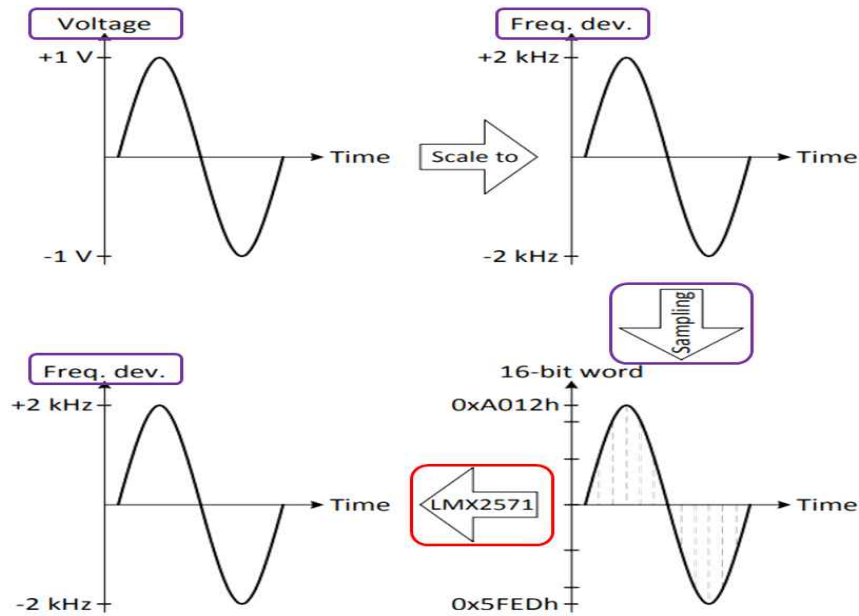 Voltage
+1 V
Time
-1 V
Scale to
Freq. dev.
+2 kHz
Time
-2 kHz
Sampling
16-bit word
0xA012h
Time
0x5FEDh
LMX2571
Freq. dev.
+2 kHz
Time
-2 kHz